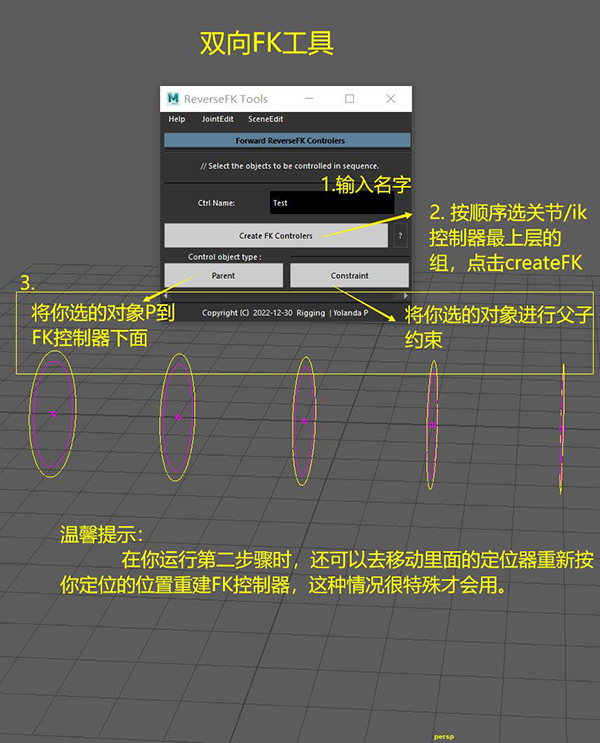 双向FK工具
ReverseFK Tools
Help JointEdit SceneEdit
Forward ReverseFK Controlers
// Select the objects to be controlled in sequence.
1.输入名字
Ctrl Name: Test
2. 按顺序选关节/ik
控制器最上层的
组，点击createFK
Create FK Controlers ?
Control object type :
Parent Constraint
3.
将你选的对象P到
FK控制器下面
Copyright (C) 2022-12-30 Rigging | Yolanda P
将你选的对象进行父子
约束
温馨提示：
在你运行第二步骤时，还可以去移动里面的定位器重新按
你定位的位置重建FK控制器，这种情况很特殊才会用。
persp